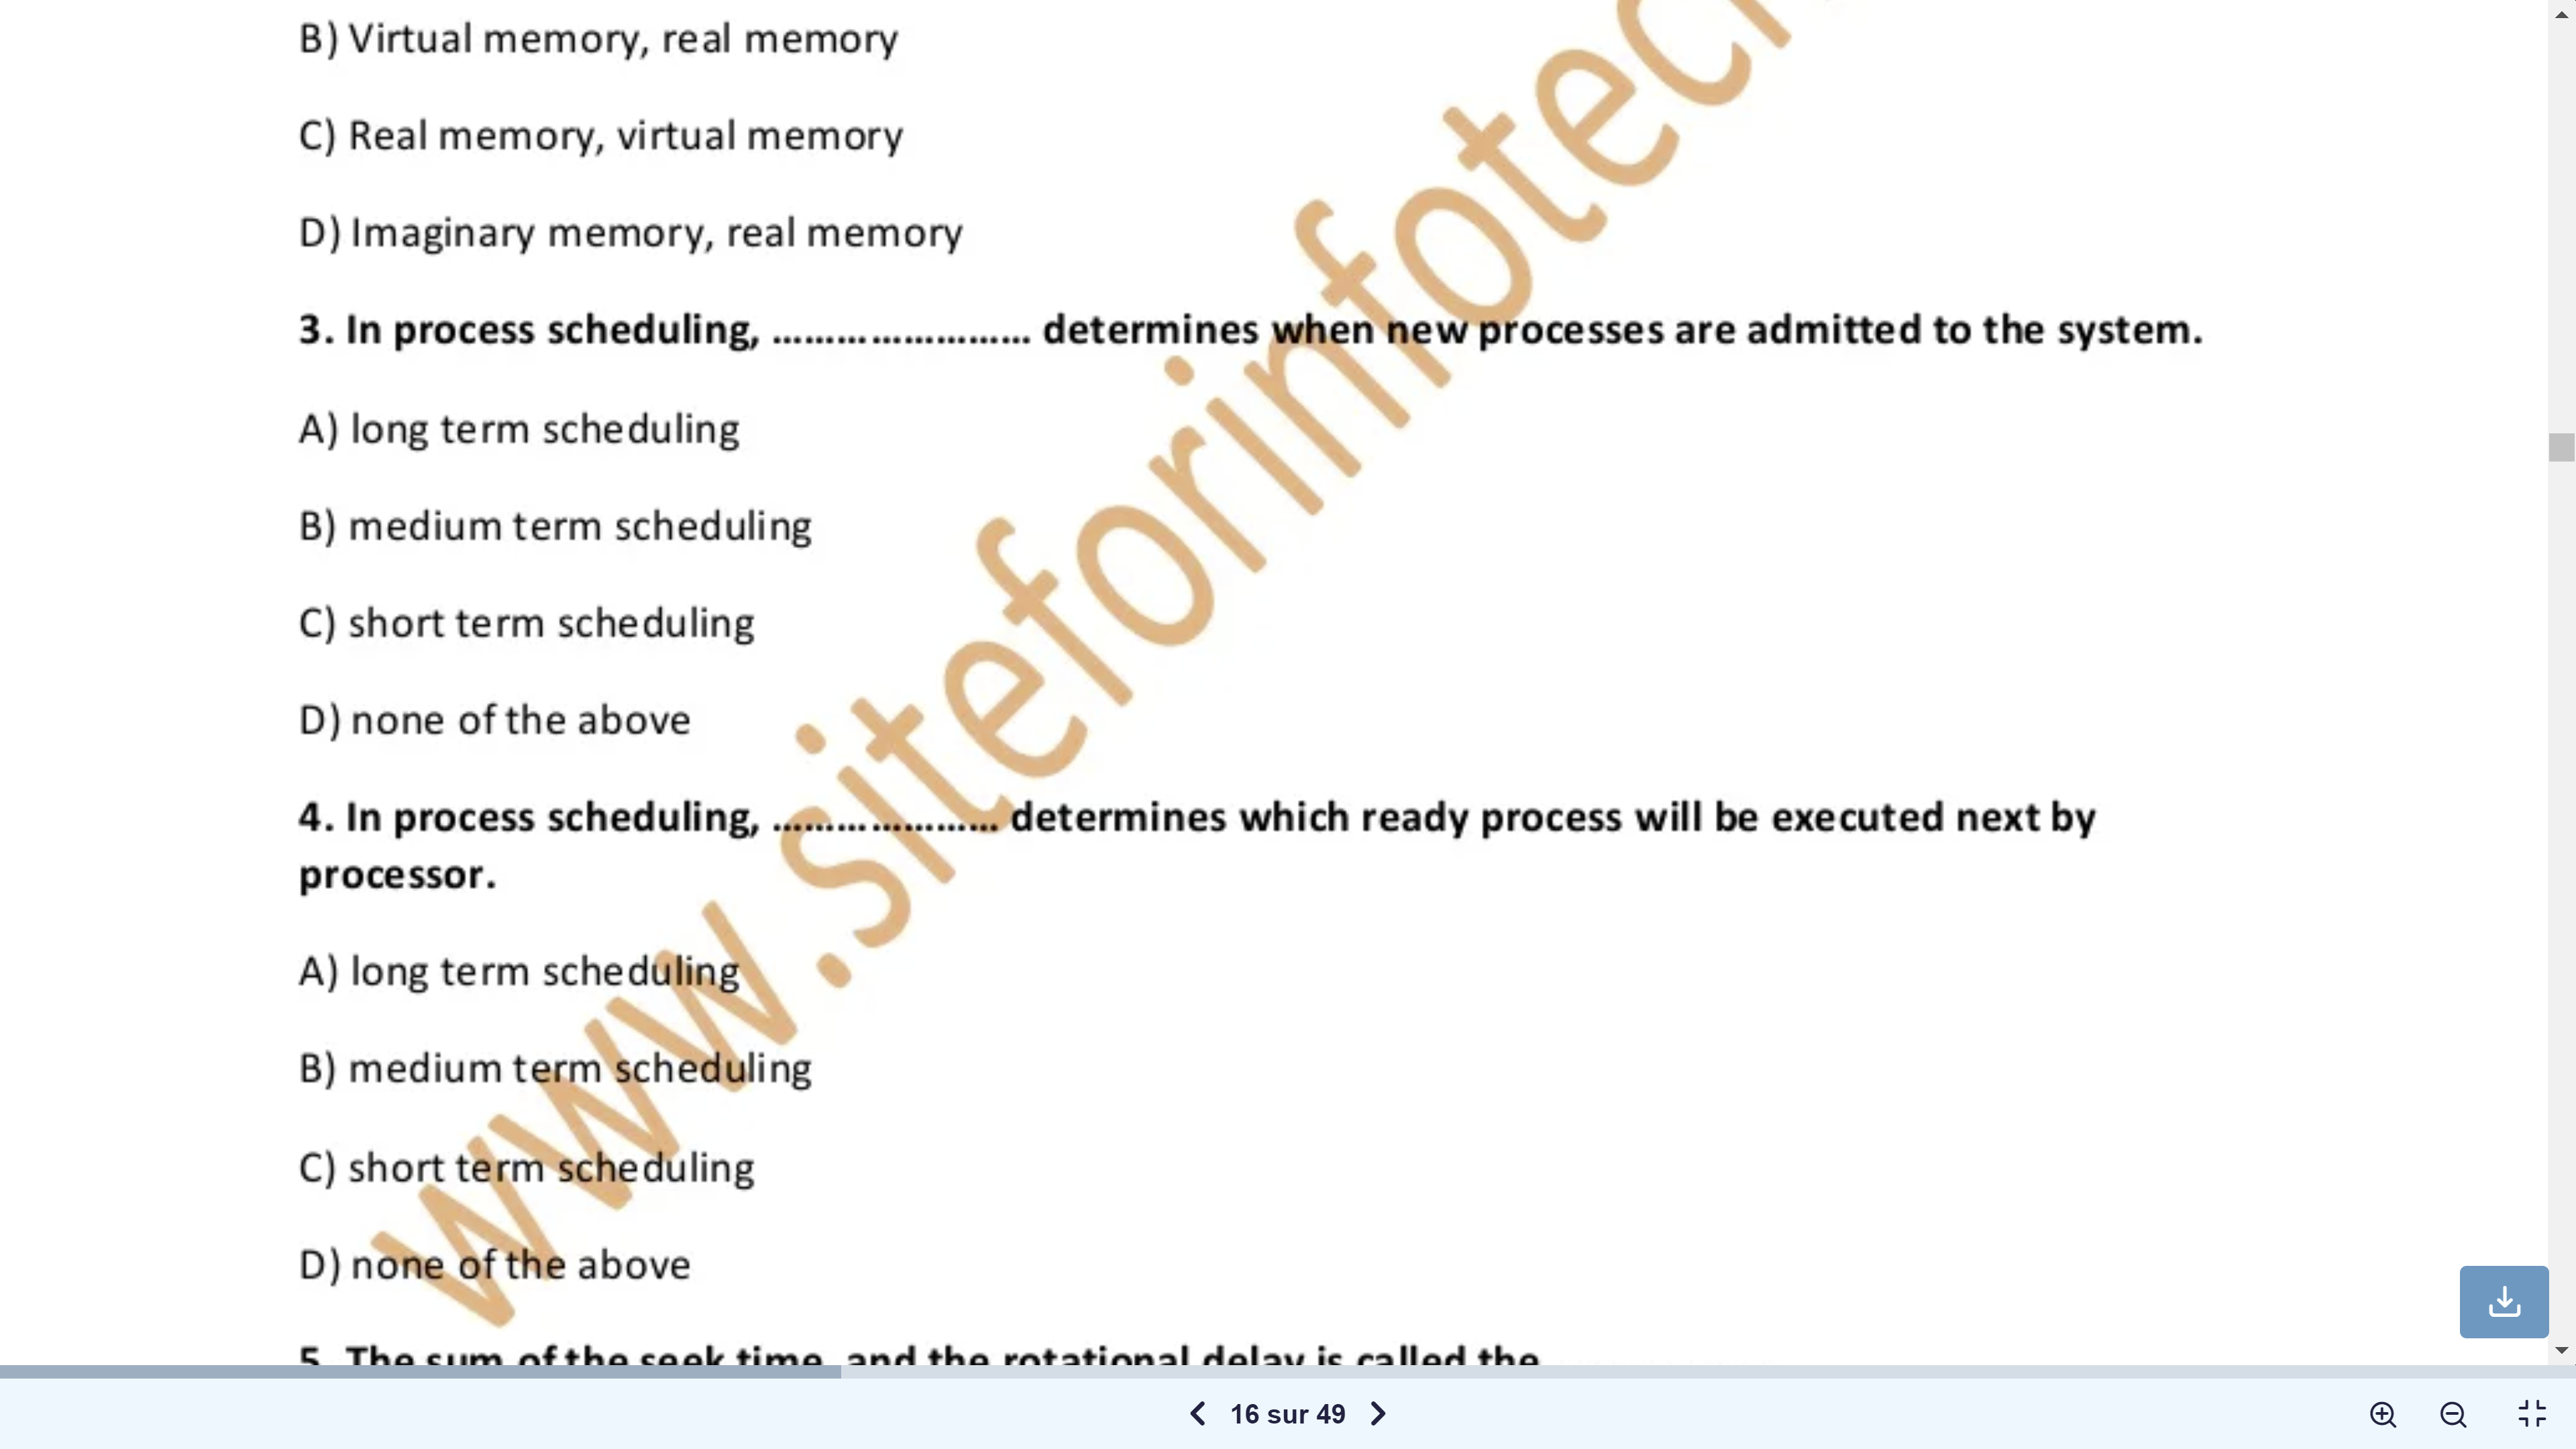 B) Virtual memory, real memory
C) Real memory, virtual memory
D) Imaginary memory, real memory
3. In process scheduling, …………………… determines when new processes are admitted to the system.
A) long term scheduling
B) medium term scheduling
C) short term scheduling
D) none of the above
4. In process scheduling, ………………… determines which ready process will be executed next by
processor.
A) long term scheduling
B) medium term scheduling
C) short term scheduling
D) none of the above
5. The sum of the seek time, and the rotational delay is called the
www.siteforinfotech
16 sur 49